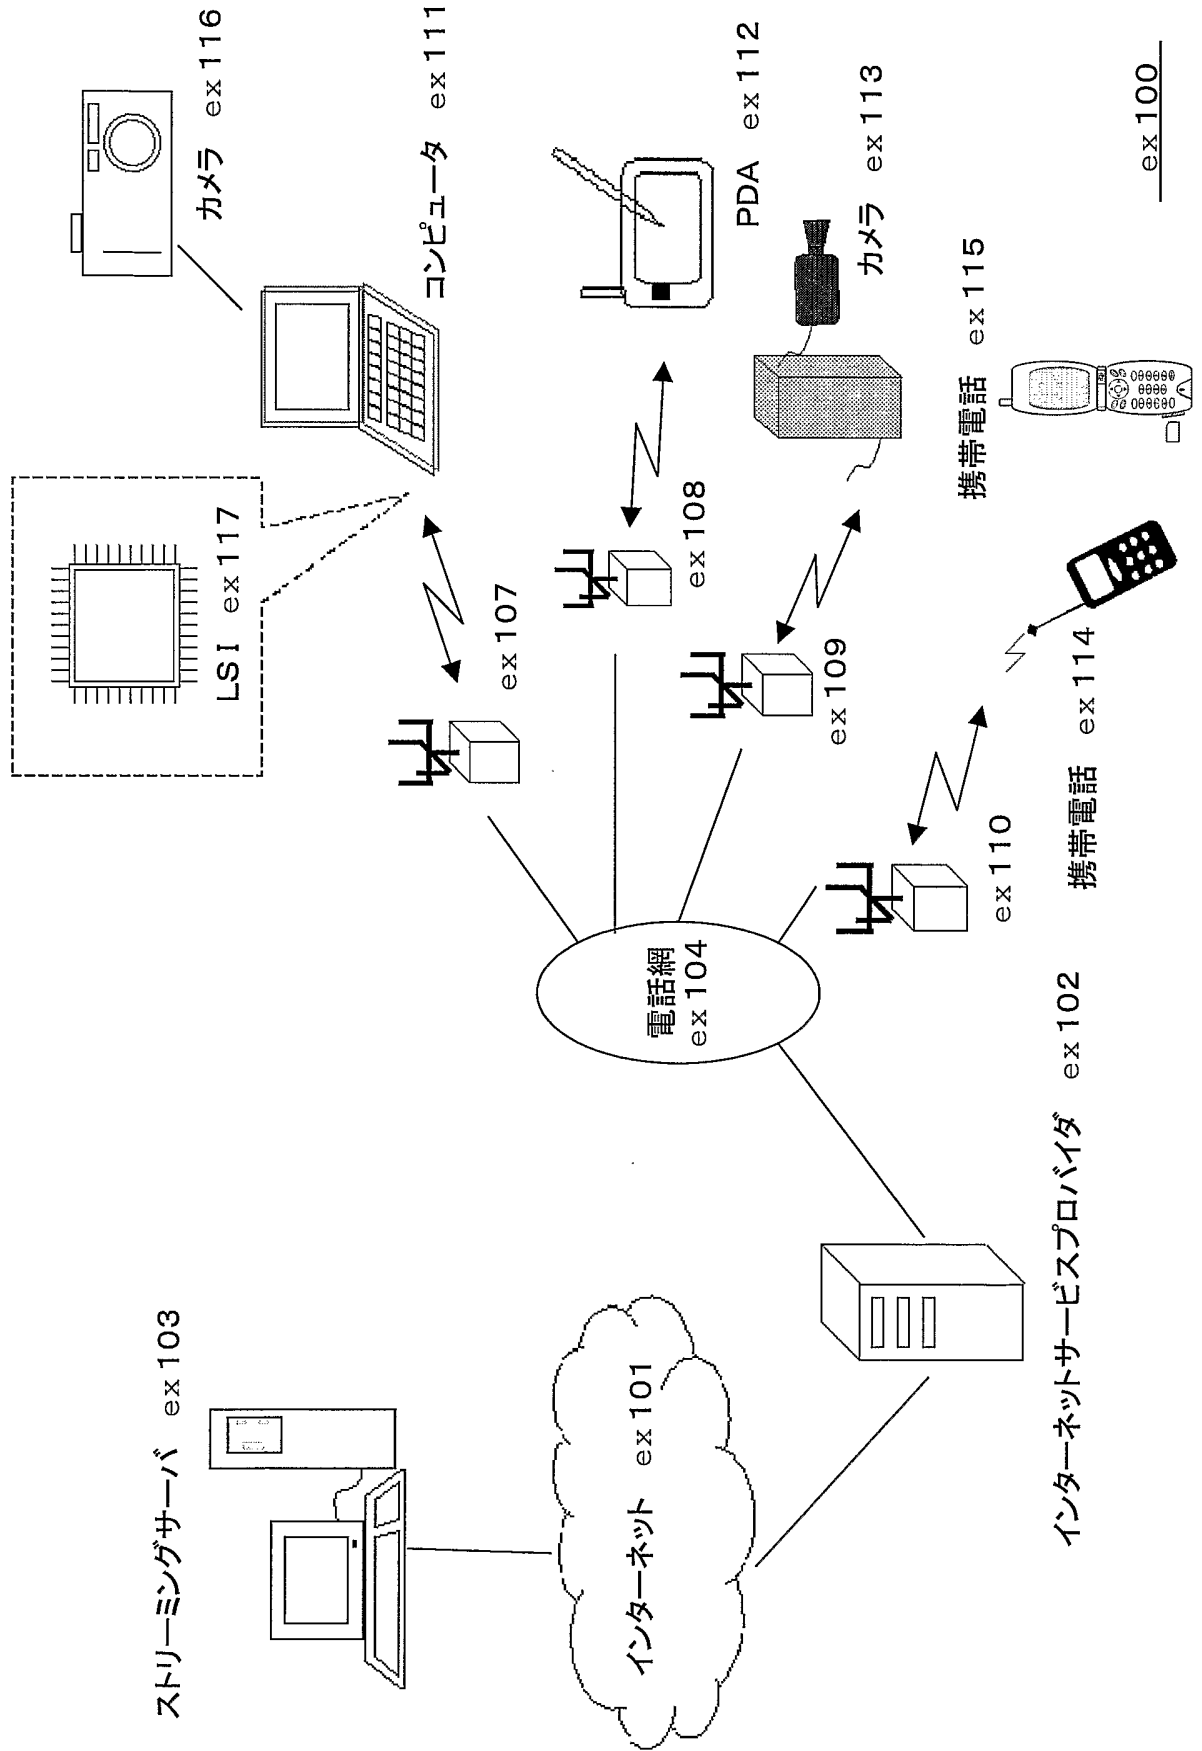 ストリーミングサーバ ex103
インターネット ex101
インターネットサービスプロバイダ ex102
電話網
ex104
LSI ex117
ex107
ex108
ex109
ex110
カメラ ex116
コンピュータ ex111
PDA ex112
カメラ ex113
携帯電話 ex115
携帯電話 ex114
ex100